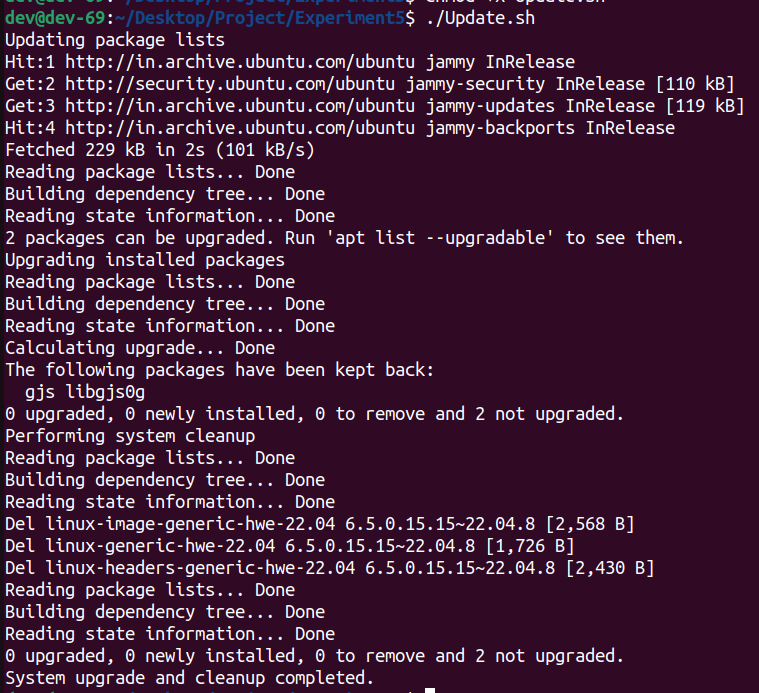 dev@dev-69:~/Desktop/Project/Experiment5$ ./Update.sh
Updating package lists
Hit:1 http://in.archive.ubuntu.com/ubuntu jammy InRelease
Get:2 http://security.ubuntu.com/ubuntu jammy-security InRelease [110 kB]
Get:3 http://in.archive.ubuntu.com/ubuntu jammy-updates InRelease [119 kB]
Hit:4 http://in.archive.ubuntu.com/ubuntu jammy-backports InRelease
Fetched 229 kB in 2s (101 kB/s)
Reading package lists... Done
Building dependency tree... Done
Reading state information... Done
2 packages can be upgraded. Run 'apt list --upgradable' to see them.
Upgrading installed packages
Reading package lists... Done
Building dependency tree... Done
Reading state information... Done
Calculating upgrade... Done
The following packages have been kept back:
  gjs libgjs0g
0 upgraded, 0 newly installed, 0 to remove and 2 not upgraded.
Performing system cleanup
Reading package lists... Done
Building dependency tree... Done
Reading state information... Done
Del linux-image-generic-hwe-22.04 6.5.0.15.15~22.04.8 [2,568 B]
Del linux-generic-hwe-22.04 6.5.0.15.15~22.04.8 [1,726 B]
Del linux-headers-generic-hwe-22.04 6.5.0.15.15~22.04.8 [2,430 B]
Reading package lists... Done
Building dependency tree... Done
Reading state information... Done
0 upgraded, 0 newly installed, 0 to remove and 2 not upgraded.
System upgrade and cleanup completed.